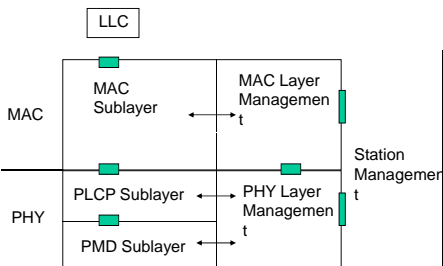 LLC
MAC
MAC
Sublayer
MAC Layer
Managemen
t
PHY
PLCP Sublayer
PMD Sublayer
PHY Layer
Managemen
t
Station
Managemen
t